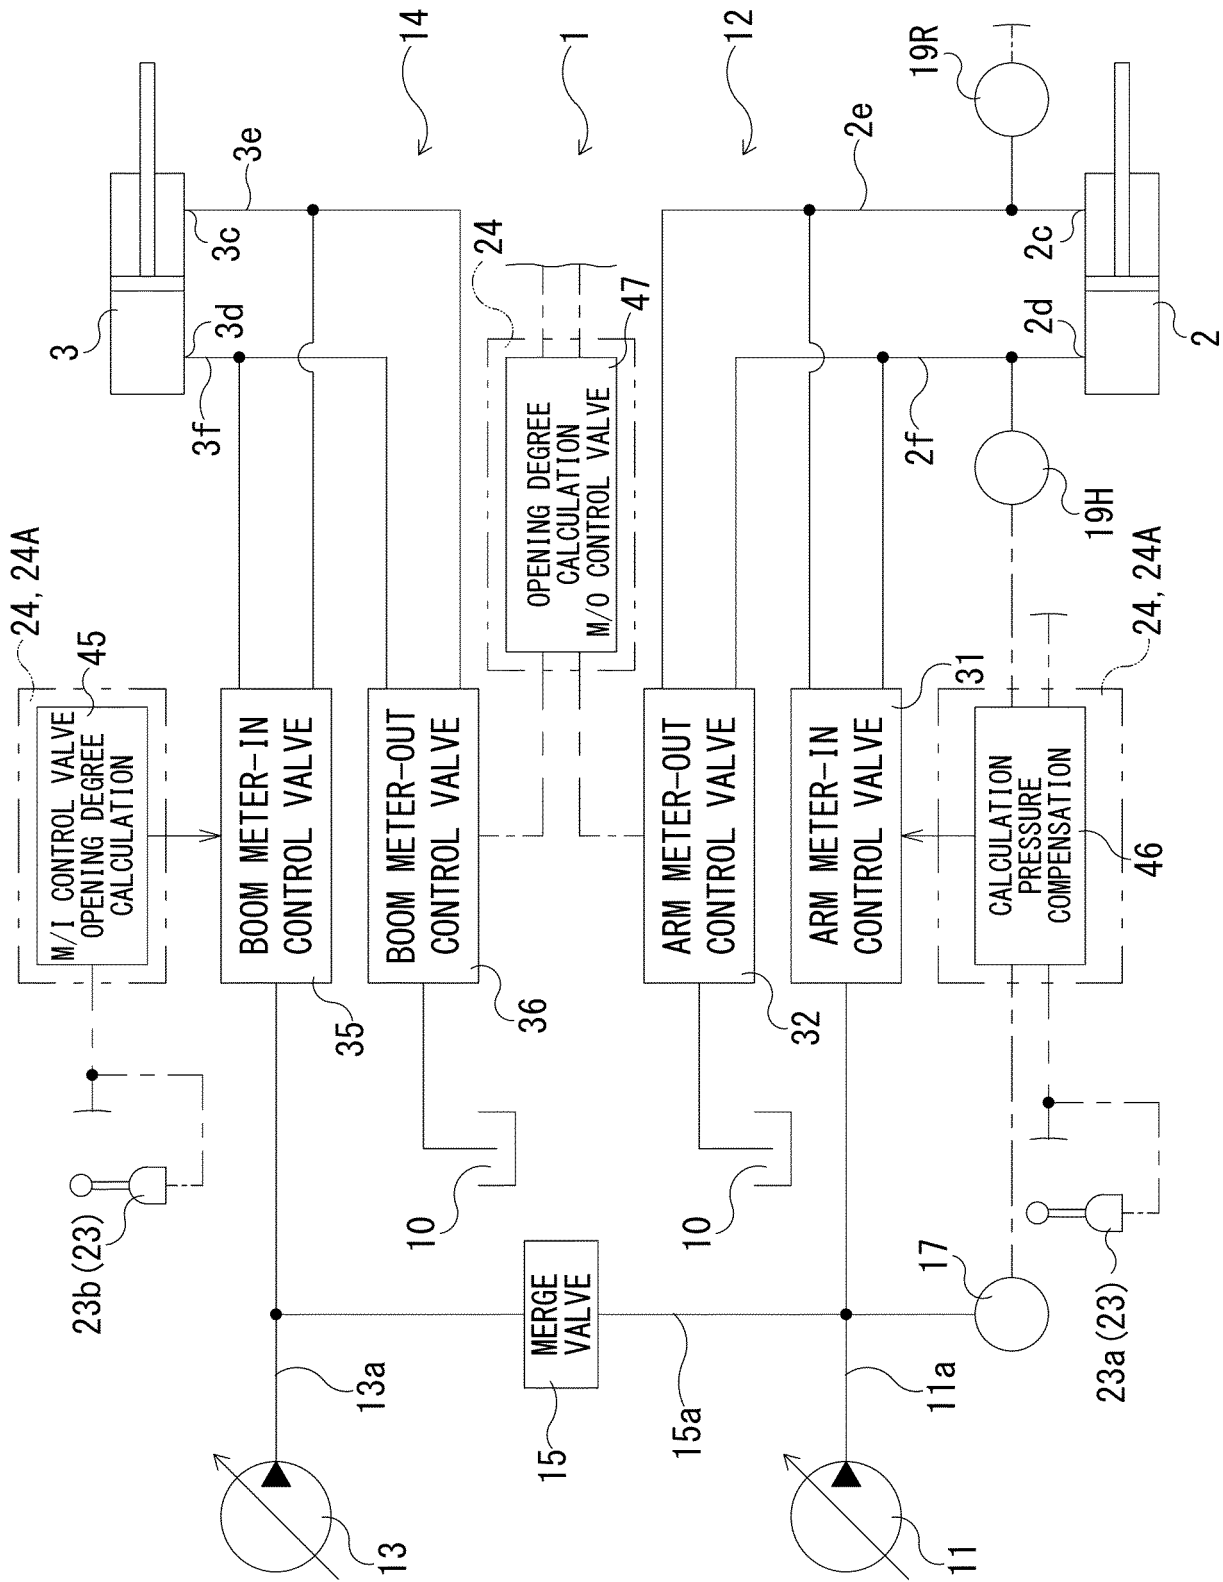 14
1
12
19R
3e
3c
3
3d
3f
24
47
OPENING DEGREE
CALCULATION
M/O CONTROL VALVE
2e
2c
2d
2
2f
19H
24, 24A
45
M/I CONTROL VALVE
OPENING DEGREE
CALCULATION
BOOM METER-IN
CONTROL VALVE
35
BOOM METER-OUT
CONTROL VALVE
36
ARM METER-OUT
CONTROL VALVE
32
ARM METER-IN
CONTROL VALVE
31
24, 24A
CALCULATION
PRESSURE
COMPENSATION
46
23b(23)
10
10
17
23a(23)
MERGE
VALVE
15
15a
13a
11a
13
11